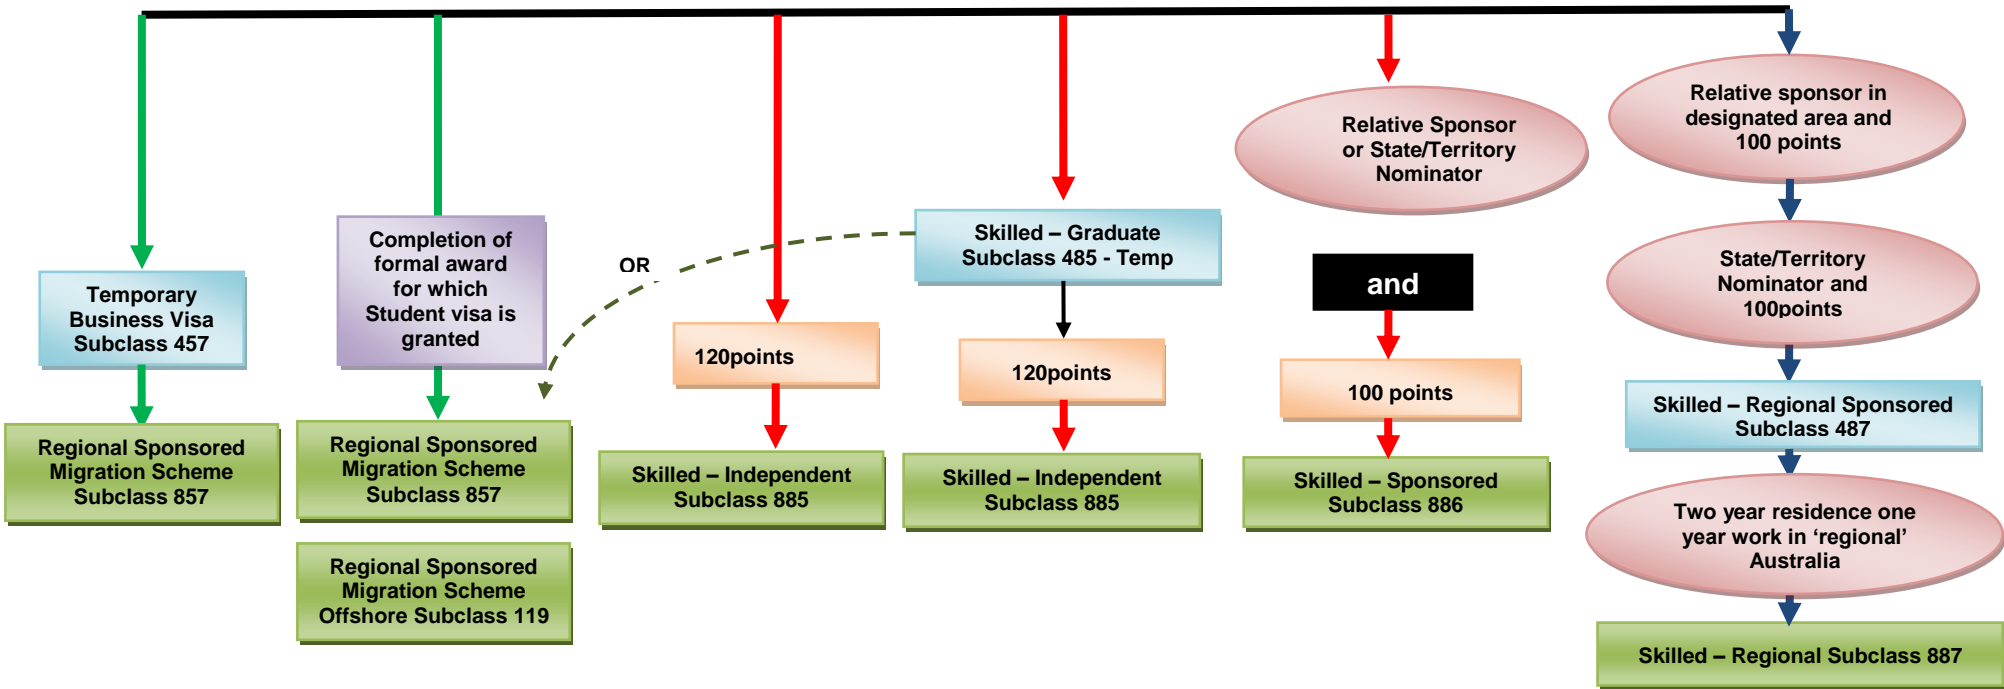 Temporary
Business Visa
Subclass 457
Regional Sponsored
Migration Scheme
Subclass 857
Completion of
formal award
for which
Student visa is
granted
Regional Sponsored
Migration Scheme
Subclass 857
Regional Sponsored
Migration Scheme
Offshore Subclass 119
OR
120points
Skilled – Independent
Subclass 885
Skilled – Graduate
Subclass 485 - Temp
120points
Skilled – Independent
Subclass 885
Relative Sponsor
or State/Territory
Nominator
and
100 points
Skilled – Sponsored
Subclass 886
Relative sponsor in
designated area and
100 points
State/Territory
Nominator and
100points
Skilled – Regional Sponsored
Subclass 487
Two year residence one
year work in ‘regional’
Australia
Skilled – Regional Subclass 887